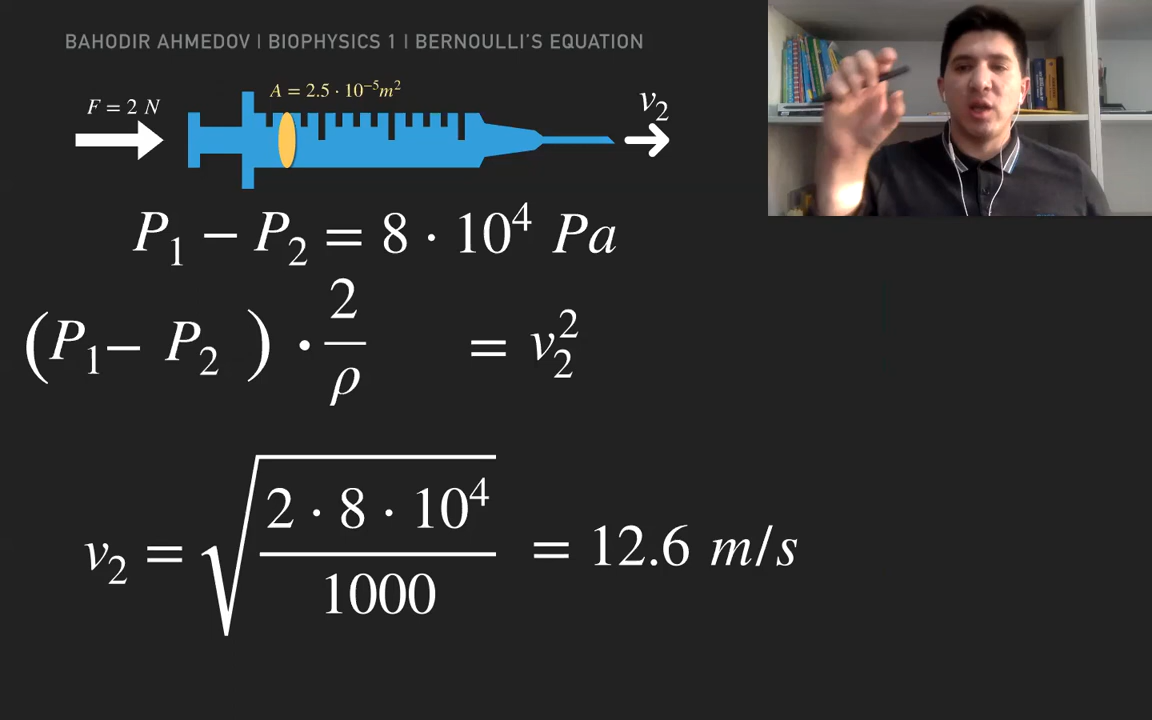 BAHODIR AHMEDOV | BIOPHYSICS 1 | BERNOULLI'S EQUATION
A = 2.5 · 10⁻⁵m²
F = 2 N
v₂
P₁ − P₂ = 8 · 10⁴ Pa
(P₁− P₂ ) · 2/ρ = v₂²
v₂ = √(2 · 8 · 10⁴ / 1000) = 12.6 m/s